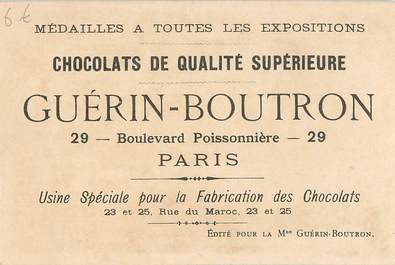 6 €
MÉDAILLES A TOUTES LES EXPOSITIONS
CHOCOLATS DE QUALITÉ SUPÉRIEURE
GUÉRIN-BOUTRON
29 — Boulevard Poissonnière — 29
PARIS
Usine Spéciale pour la Fabrication des Chocolats
23 et 25, Rue du Maroc, 23 et 25
ÉDITÉ POUR LA Mon GUÉRIN-BOUTRON.